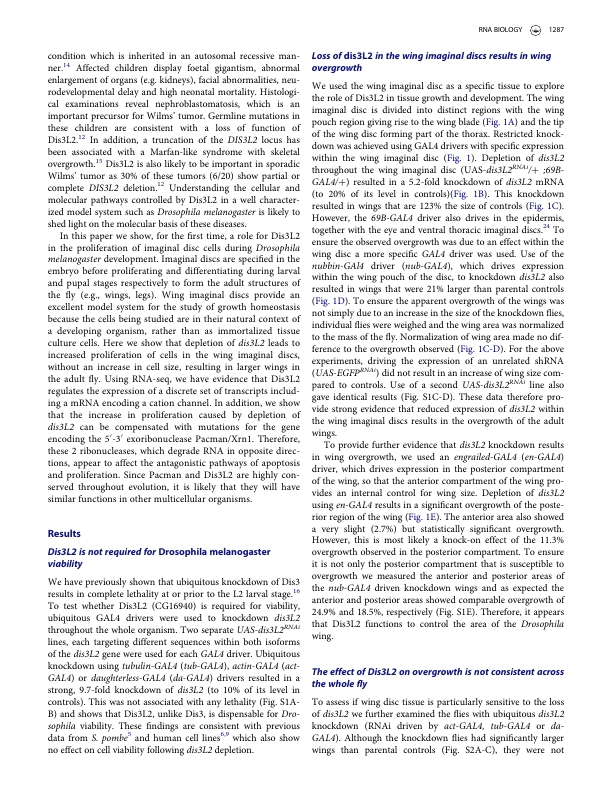 RNA BIOLOGY 1287
condition which is inherited in an autosomal recessive man-
ner.14 Affected children display foetal gigantism, abnormal
enlargement of organs (e.g. kidneys), facial abnormalities, neu-
rodevelopmental delay and high neonatal mortality. Histologi-
cal examinations reveal nephroblastomatosis, which is an
important precursor for Wilms' tumor. Germline mutations in
these children are consistent with a loss of function of
Dis3L2.12 In addition, a truncation of the DIS3L2 locus has
been associated with a Marfan-like syndrome with skeletal
overgrowth.15 Dis3L2 is also likely to be important in sporadic
Wilms' tumor as 30% of these tumors (6/20) show partial or
complete DIS3L2 deletion.12 Understanding the cellular and
molecular pathways controlled by Dis3L2 in a well character-
ized model system such as Drosophila melanogaster is likely to
shed light on the molecular basis of these diseases.
In this paper we show, for the first time, a role for Dis3L2
in the proliferation of imaginal disc cells during Drosophila
melanogaster development. Imaginal discs are specified in the
embryo before proliferating and differentiating during larval
and pupal stages respectively to form the adult structures of
the fly (e.g., wings, legs). Wing imaginal discs provide an
excellent model system for the study of growth homeostasis
because the cells being studied are in their natural context of
a developing organism, rather than as immortalized tissue
culture cells. Here we show that depletion of dis3L2 leads to
increased proliferation of cells in the wing imaginal discs,
without an increase in cell size, resulting in larger wings in
the adult fly. Using RNA-seq, we have evidence that Dis3L2
regulates the expression of a discrete set of transcripts includ-
ing a mRNA encoding a cation channel. In addition, we show
that the increase in proliferation caused by depletion of
dis3L2 can be compensated with mutations for the gene
encoding the 5′-3′ exoribonuclease Pacman/Xrn1. Therefore,
these 2 ribonucleases, which degrade RNA in opposite direc-
tions, appear to affect the antagonistic pathways of apoptosis
and proliferation. Since Pacman and Dis3L2 are highly con-
served throughout evolution, it is likely that they will have
similar functions in other multicellular organisms.
Results
Dis3L2 is not required for Drosophila melanogaster
viability
We have previously shown that ubiquitous knockdown of Dis3
results in complete lethality at or prior to the L2 larval stage.16
To test whether Dis3L2 (CG16940) is required for viability,
ubiquitous GAL4 drivers were used to knockdown dis3L2
throughout the whole organism. Two separate UAS-dis3L2RNAi
lines, each targeting different sequences within both isoforms
of the dis3L2 gene were used for each GAL4 driver. Ubiquitous
knockdown using tubulin-GAL4 (tub-GAL4), actin-GAL4 (act-
GAL4) or daughterless-GAL4 (da-GAL4) drivers resulted in a
strong, 9.7-fold knockdown of dis3L2 (to 10% of its level in
controls). This was not associated with any lethality (Fig. S1A-
B) and shows that Dis3L2, unlike Dis3, is dispensable for Dro-
sophila viability. These findings are consistent with previous
data from S. pombe5 and human cell lines6,9 which also show
no effect on cell viability following dis3L2 depletion.
Loss of dis3L2 in the wing imaginal discs results in wing
overgrowth
We used the wing imaginal disc as a specific tissue to explore
the role of Dis3L2 in tissue growth and development. The wing
imaginal disc is divided into distinct regions with the wing
pouch region giving rise to the wing blade (Fig. 1A) and the tip
of the wing disc forming part of the thorax. Restricted knock-
down was achieved using GAL4 drivers with specific expression
within the wing imaginal disc (Fig. 1). Depletion of dis3L2
throughout the wing imaginal disc (UAS-dis3L2RNAi/+ ;69B-
GAL4/+) resulted in a 5.2-fold knockdown of dis3L2 mRNA
(to 20% of its level in controls)(Fig. 1B). This knockdown
resulted in wings that are 123% the size of controls (Fig. 1C).
However, the 69B-GAL4 driver also drives in the epidermis,
together with the eye and ventral thoracic imaginal discs.24 To
ensure the observed overgrowth was due to an effect within the
wing disc a more specific GAL4 driver was used. Use of the
nubbin-GAL4 driver (nub-GAL4), which drives expression
within the wing pouch of the disc, to knockdown dis3L2 also
resulted in wings that were 21% larger than parental controls
(Fig. 1D). To ensure the apparent overgrowth of the wings was
not simply due to an increase in the size of the knockdown flies,
individual flies were weighed and the wing area was normalized
to the mass of the fly. Normalization of wing area made no dif-
ference to the overgrowth observed (Fig. 1C-D). For the above
experiments, driving the expression of an unrelated shRNA
(UAS-EGFPRNAi) did not result in an increase of wing size com-
pared to controls. Use of a second UAS-dis3L2RNAi line also
gave identical results (Fig. S1C-D). These data therefore pro-
vide strong evidence that reduced expression of dis3L2 within
the wing imaginal discs results in the overgrowth of the adult
wings.
To provide further evidence that dis3L2 knockdown results
in wing overgrowth, we used an engrailed-GAL4 (en-GAL4)
driver, which drives expression in the posterior compartment
of the wing, so that the anterior compartment of the wing pro-
vides an internal control for wing size. Depletion of dis3L2
using en-GAL4 results in a significant overgrowth of the poste-
rior region of the wing (Fig. 1E). The anterior area also showed
a very slight (2.7%) but statistically significant overgrowth.
However, this is most likely a knock-on effect of the 11.3%
overgrowth observed in the posterior compartment. To ensure
it is not only the posterior compartment that is susceptible to
overgrowth we measured the anterior and posterior areas of
the nub-GAL4 driven knockdown wings and as expected the
anterior and posterior areas showed comparable overgrowth of
24.9% and 18.5%, respectively (Fig. S1E). Therefore, it appears
that Dis3L2 functions to control the area of the Drosophila
wing.
The effect of Dis3L2 on overgrowth is not consistent across
the whole fly
To assess if wing disc tissue is particularly sensitive to the loss
of dis3L2 we further examined the flies with ubiquitous dis3L2
knockdown (RNAi driven by act-GAL4, tub-GAL4 or da-
GAL4). Although the knockdown flies had significantly larger
wings than parental controls (Fig. S2A-C), they were not